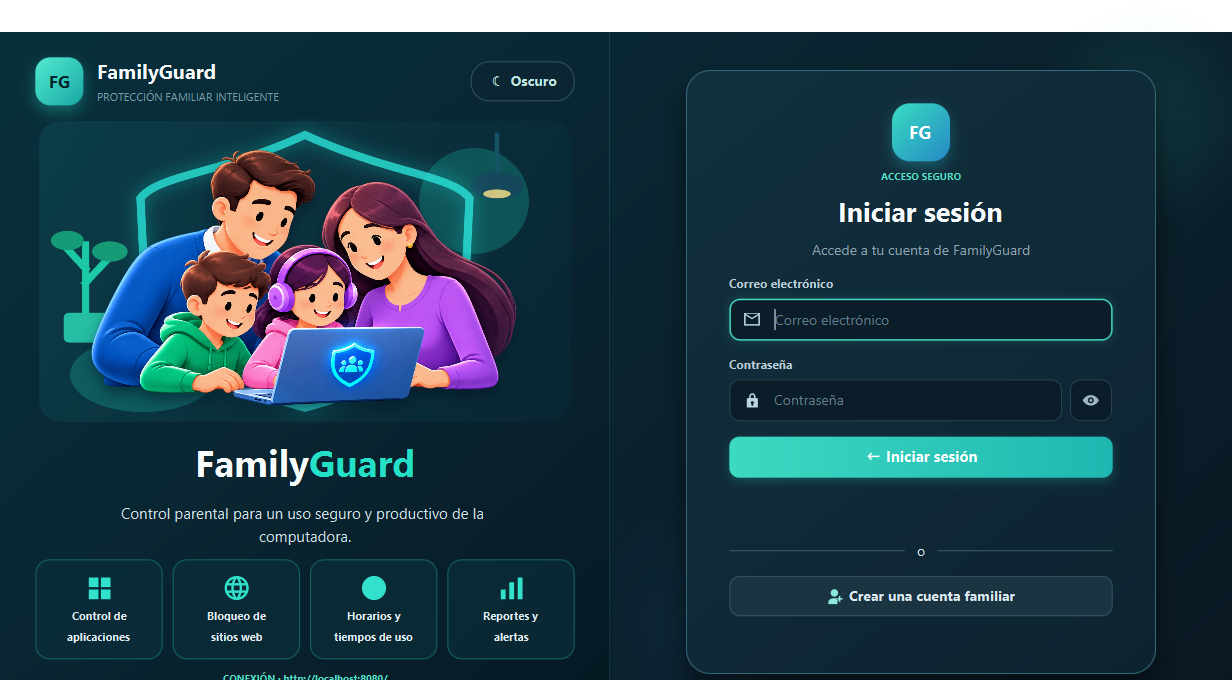 FG
FamilyGuard
PROTECCIÓN FAMILIAR INTELIGENTE
Oscuro
FamilyGuard
Control parental para un uso seguro y productivo de la
computadora.
Control de
aplicaciones
Bloqueo de
sitios web
Horarios y
tiempos de uso
Reportes y
alertas
CONEXIÓN · http://localhost:8080/
FG
ACCESO SEGURO
Iniciar sesión
Accede a tu cuenta de FamilyGuard
Correo electrónico
Correo electrónico
Contraseña
Contraseña
← Iniciar sesión
o
Crear una cuenta familiar